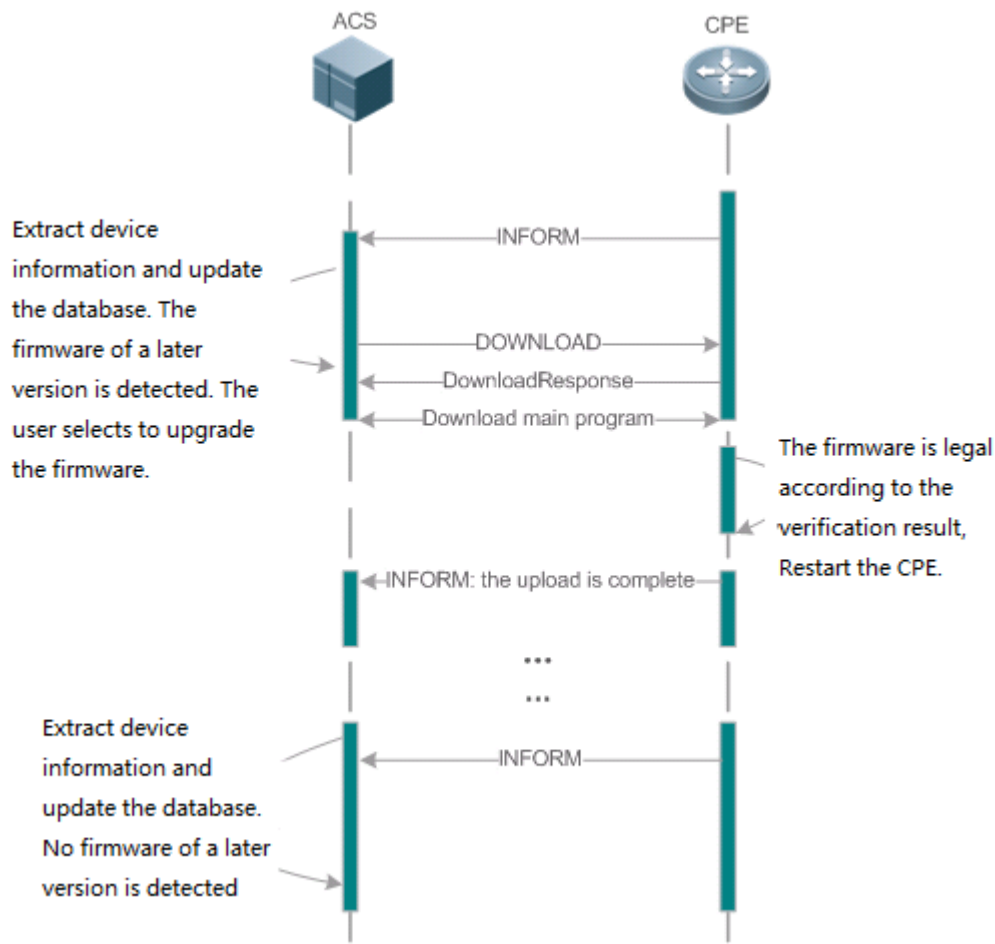 ACS
CPE
INFORM
Extract device
information and update
the database. The
firmware of a later
version is detected. The
user selects to upgrade
the firmware.
DOWNLOAD
DownloadResponse
Download main program
The firmware is legal
according to the
verification result,
Restart the CPE.
INFORM: the upload is complete
...
...
Extract device
information and
update the database.
No firmware of a later
version is detected
INFORM